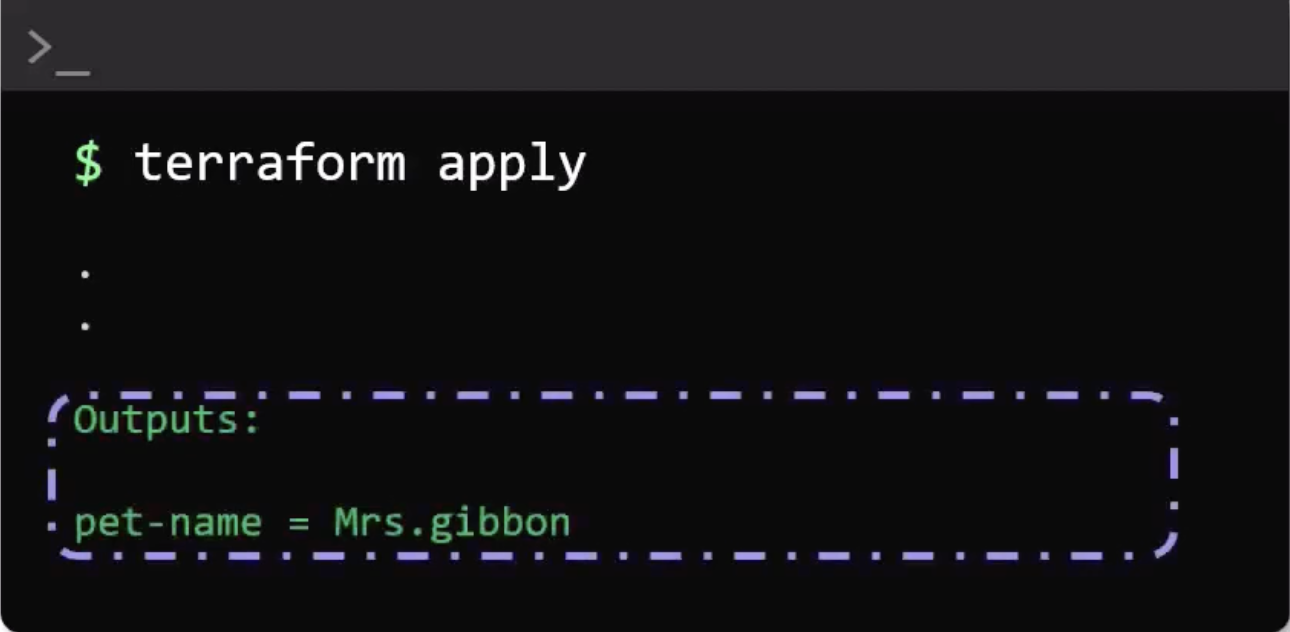 >_
$ terraform apply
.
.
Outputs:
pet-name = Mrs.gibbon